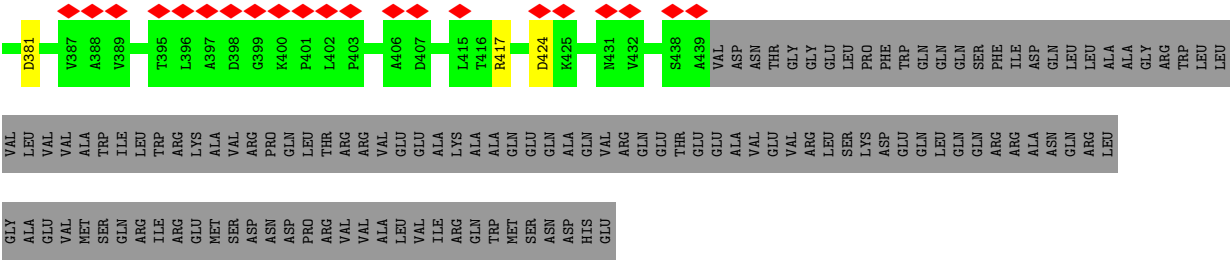 D381 V387 A388 V389 T395 L396 A397 D398 G399 K400 P401 L402 P403 A406 D407 L415 T416 R417 D424 K425 N431 V432 S438 A439 VAL ASP ASN THR GLY GLY GLU LEU PRO PHE TRP GLN GLN GLN SER PHE ILE ASP GLN LEU LEU ALA ALA GLY ARG TRP LEU LEU
VAL LEU VAL VAL ALA TRP ILE LEU TRP ARG LYS ALA VAL ARG PRO GLN LEU THR ARG ARG VAL GLU GLU ALA LYS ALA ALA GLN GLU GLN ALA GLN VAL ARG GLN GLU THR GLU GLU ALA VAL GLU VAL ARG LEU SER LYS ASP GLU GLN LEU GLN GLN ARG ARG ALA ASN GLN ARG LEU
GLY ALA GLU VAL MET SER GLN ARG ILE ARG GLU MET SER ASP ASN ASP PRO ARG VAL VAL ALA LEU VAL ILE ARG GLN TRP MET SER ASN ASP HIS GLU